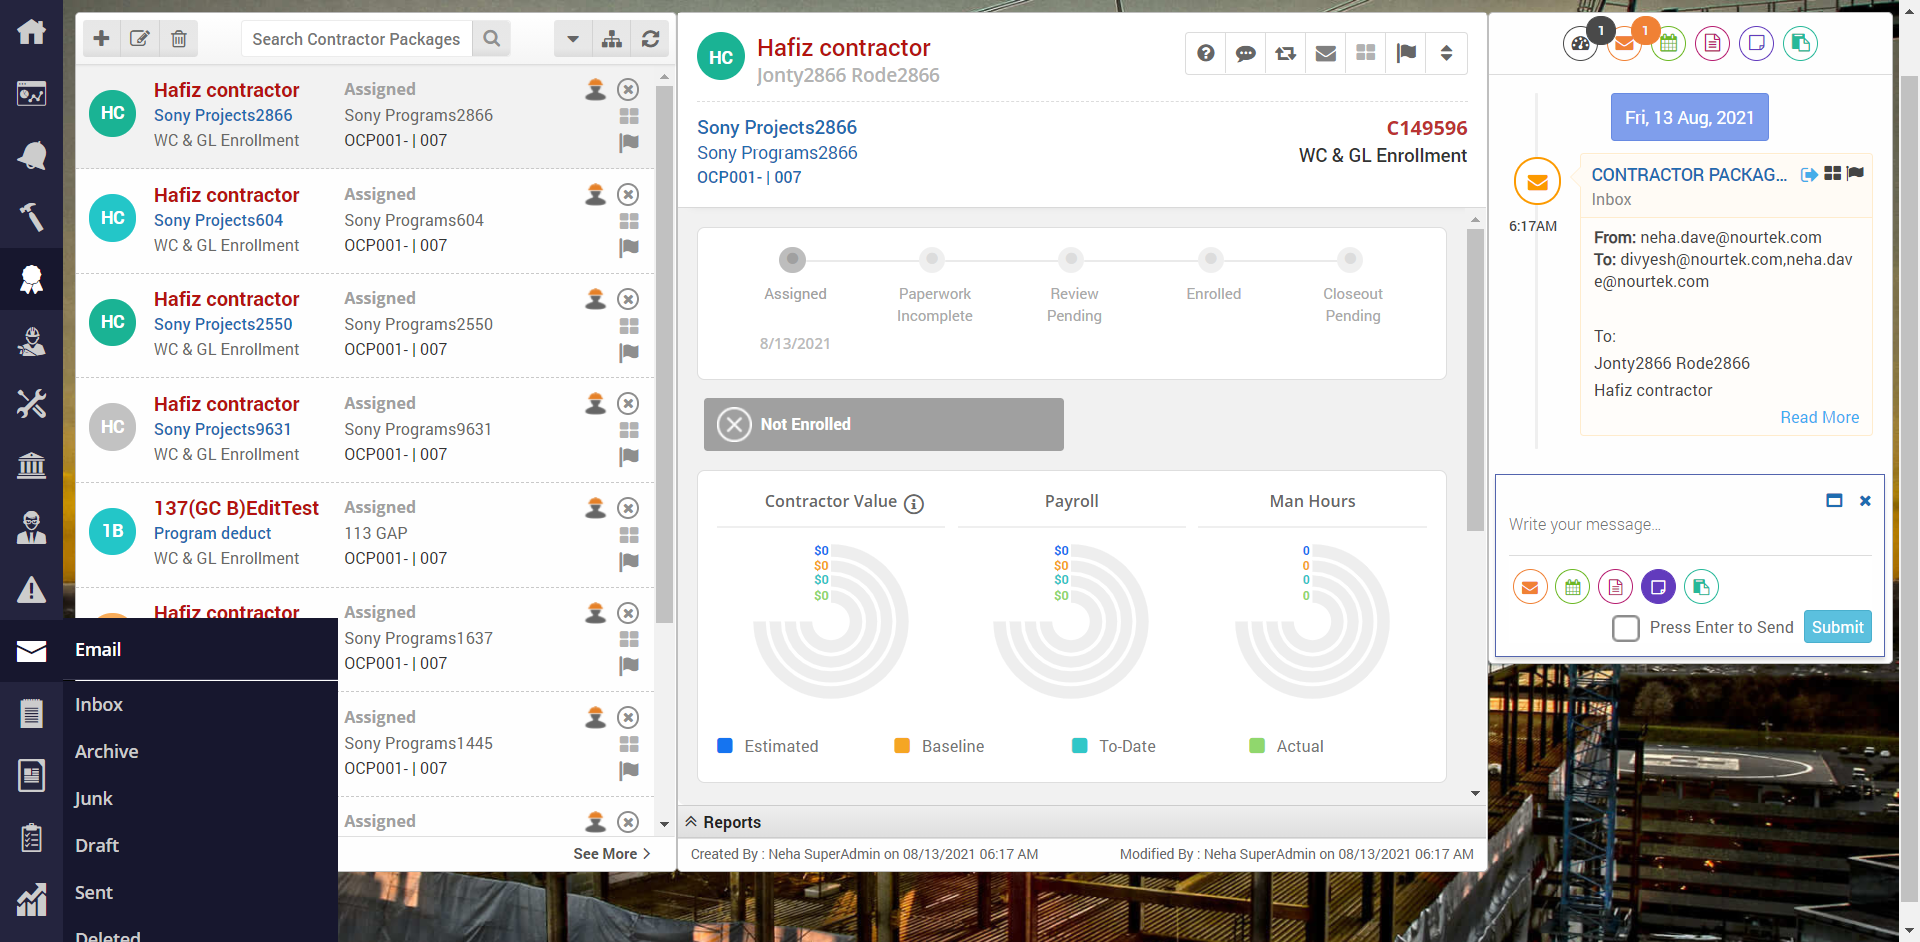 Search Contractor Packages
HC
Hafiz contractor
Sony Projects2866
WC & GL Enrollment
Assigned
Sony Programs2866
OCP001- | 007
HC
Hafiz contractor
Sony Projects604
WC & GL Enrollment
Assigned
Sony Programs604
OCP001- | 007
HC
Hafiz contractor
Sony Projects2550
WC & GL Enrollment
Assigned
Sony Programs2550
OCP001- | 007
HC
Hafiz contractor
Sony Projects9631
WC & GL Enrollment
Assigned
Sony Programs9631
OCP001- | 007
1B
137(GC B)EditTest
Program deduct
WC & GL Enrollment
Assigned
113 GAP
OCP001- | 007
Hafiz contractor
Assigned
Sony Programs1637
OCP001- | 007
Assigned
Sony Programs1445
OCP001- | 007
Assigned
See More
Email
Inbox
Archive
Junk
Draft
Sent
Deleted
HC
Hafiz contractor
Jonty2866 Rode2866
Sony Projects2866
Sony Programs2866
OCP001- | 007
C149596
WC & GL Enrollment
Assigned
8/13/2021
Paperwork
Incomplete
Review
Pending
Enrolled
Closeout
Pending
Not Enrolled
Contractor Value
$0
$0
$0
$0
Payroll
$0
$0
$0
$0
Man Hours
0
0
0
0
Estimated
Baseline
To-Date
Actual
Reports
Created By : Neha SuperAdmin on 08/13/2021 06:17 AM
Modified By : Neha SuperAdmin on 08/13/2021 06:17 AM
1
1
Fri, 13 Aug, 2021
6:17AM
CONTRACTOR PACKAG...
Inbox
From: neha.dave@nourtek.com
To: divyesh@nourtek.com,neha.dav
e@nourtek.com
To:
Jonty2866 Rode2866
Hafiz contractor
Read More
Write your message...
Press Enter to Send
Submit